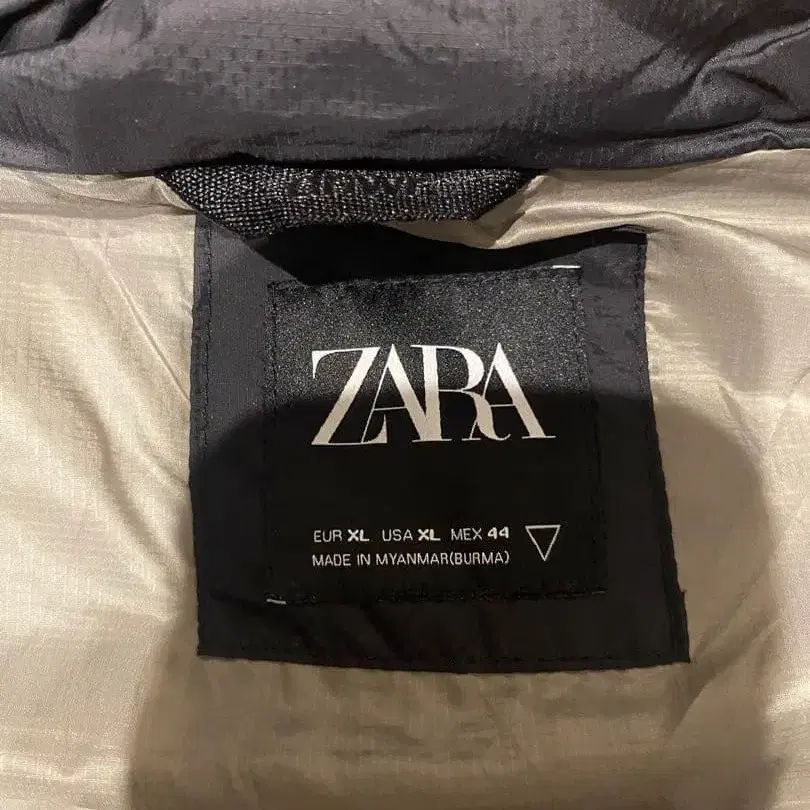 ZARA
EUR XL USA XL MEX 44
MADE IN MYANMAR(BURMA)